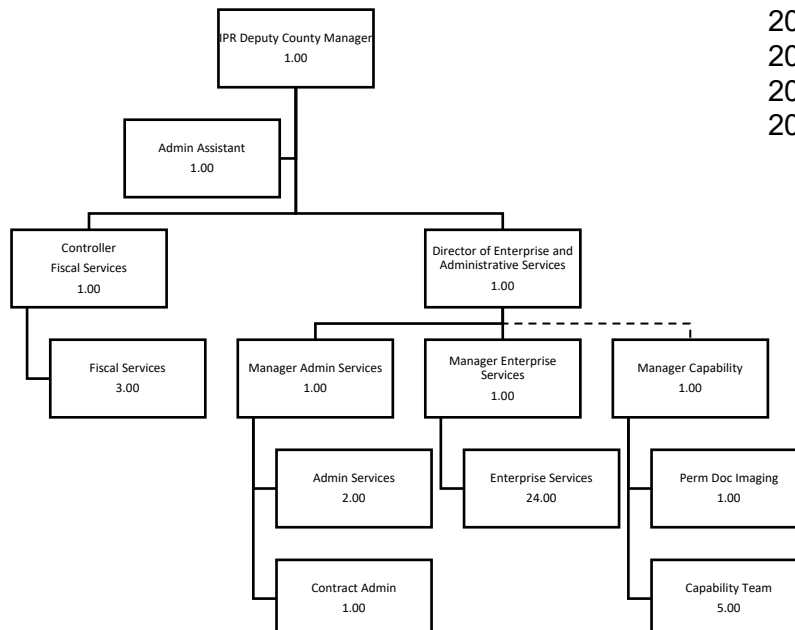 IPR Deputy County Manager
1.00
20
20
20
20
Admin Assistant
1.00
Controller
Fiscal Services
1.00
Director of Enterprise and
Administrative Services
1.00
Fiscal Services
3.00
Manager Admin Services
1.00
Manager Enterprise
Services
1.00
Manager Capability
1.00
Admin Services
2.00
Enterprise Services
24.00
Perm Doc Imaging
1.00
Contract Admin
1.00
Capability Team
5.00